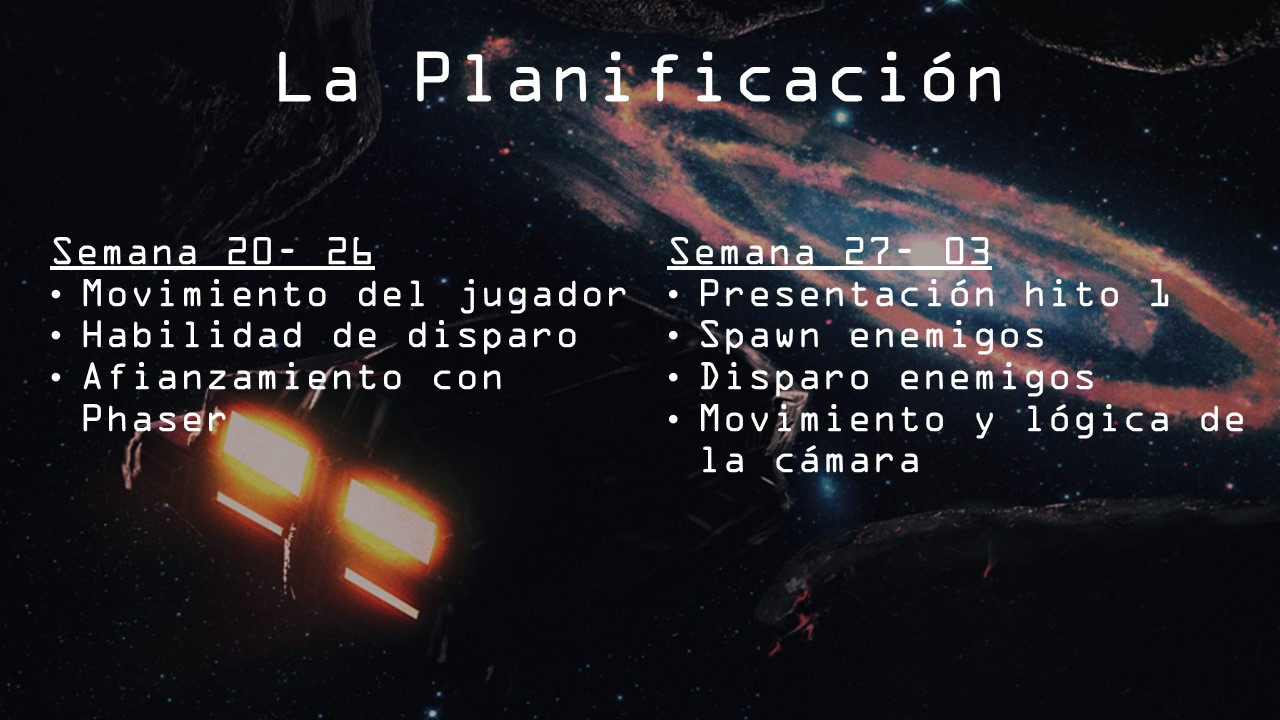 La Planificación
Semana 20- 26
• Movimiento del jugador
• Habilidad de disparo
• Afianzamiento con
Phaser
Semana 27- 03
• Presentación hito 1
• Spawn enemigos
• Disparo enemigos
• Movimiento y lógica de
la cámara